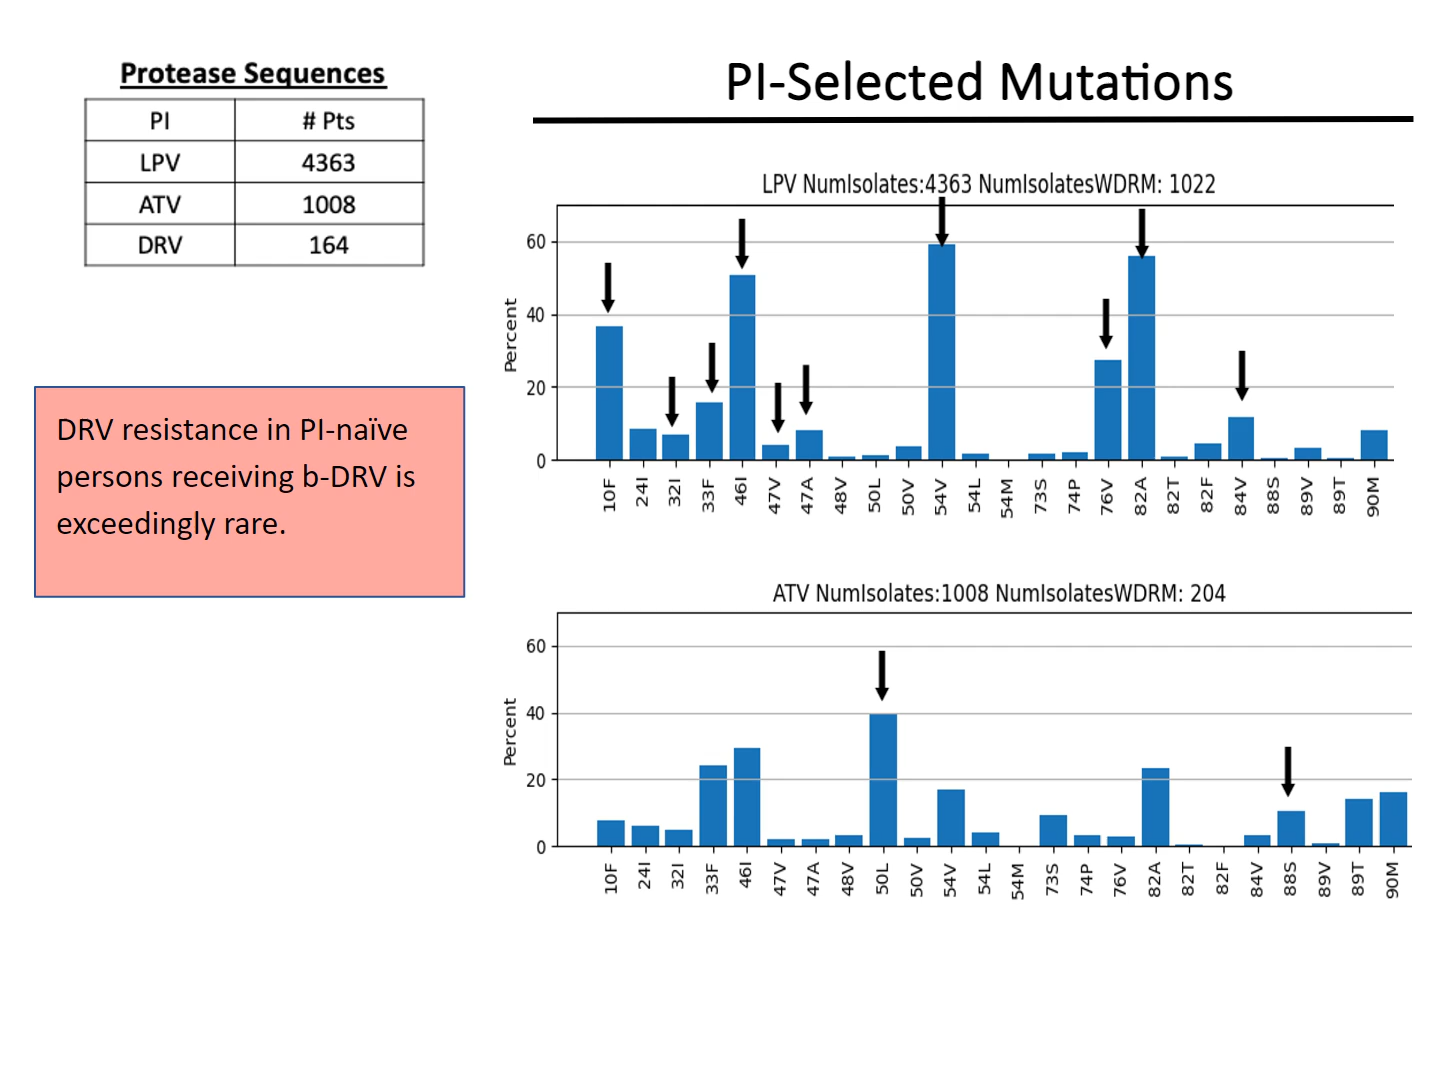 Protease Sequences
PI # Pts
LPV 4363
ATV 1008
DRV 164
DRV resistance in PI-naïve
persons receiving b-DRV is
exceedingly rare.
PI-Selected Mutations
LPV NumIsolates:4363 NumIsolatesWDRM: 1022
Percent
60
40
20
0
10F 24I 32I 33F 46I 47V 47A 48V 50L 50V 54V 54L 54M 73S 74P 76V 82A 82T 82F 84V 88S 89V 89T 90M
ATV NumIsolates:1008 NumIsolatesWDRM: 204
Percent
60
40
20
0
10F 24I 32I 33F 46I 47V 47A 48V 50L 50V 54V 54L 54M 73S 74P 76V 82A 82T 82F 84V 88S 89V 89T 90M